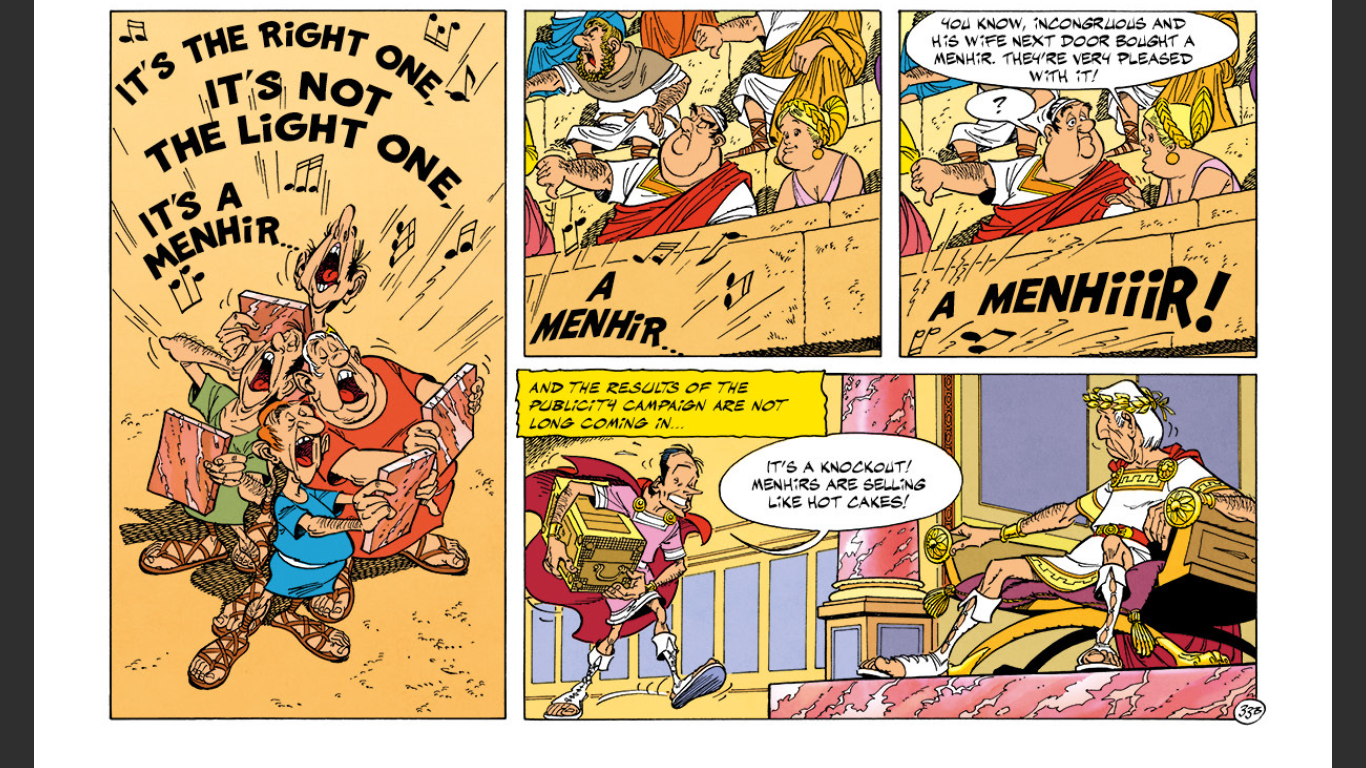 IT'S THE RiGHT ONE,
IT'S NOT
THE LiGHT ONE,
IT'S A
MENHiR...
A
MENHiR...
YOU KNOW, iNCONGRUOUS AND
HiS WiFE NEXT DOOR BOUGHT A
MENHiR. THEY'RE VERY PLEASED
WiTH iT!
?
A MENHiiiR!
AND THE RESULTS OF THE
PUBLiCiTY CAMPAiGN ARE NOT
LONG COMiNG iN...
iT'S A KNOCKOUT!
MENHiRS ARE SELLiNG
LiKE HOT CAKES!
33B